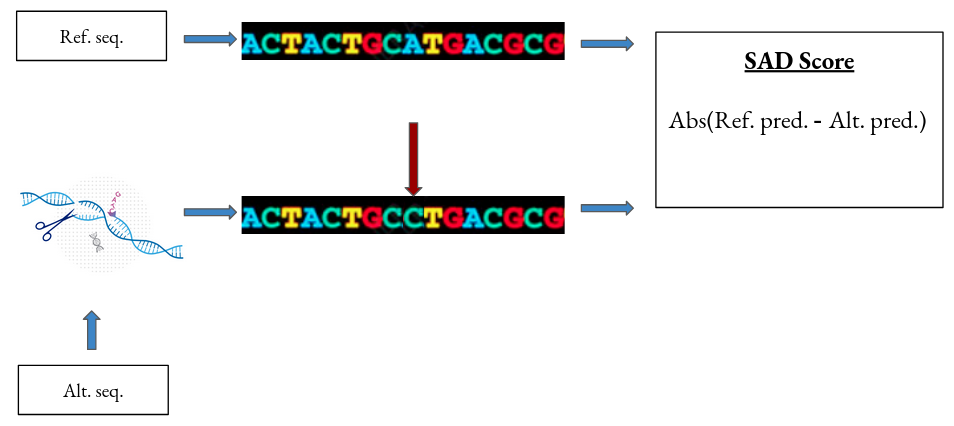 Ref. seq.
ACTACTGCATGACGCG
SAD Score
Abs(Ref. pred. - Alt. pred.)
ACTACTGCCTGACGCG
Alt. seq.